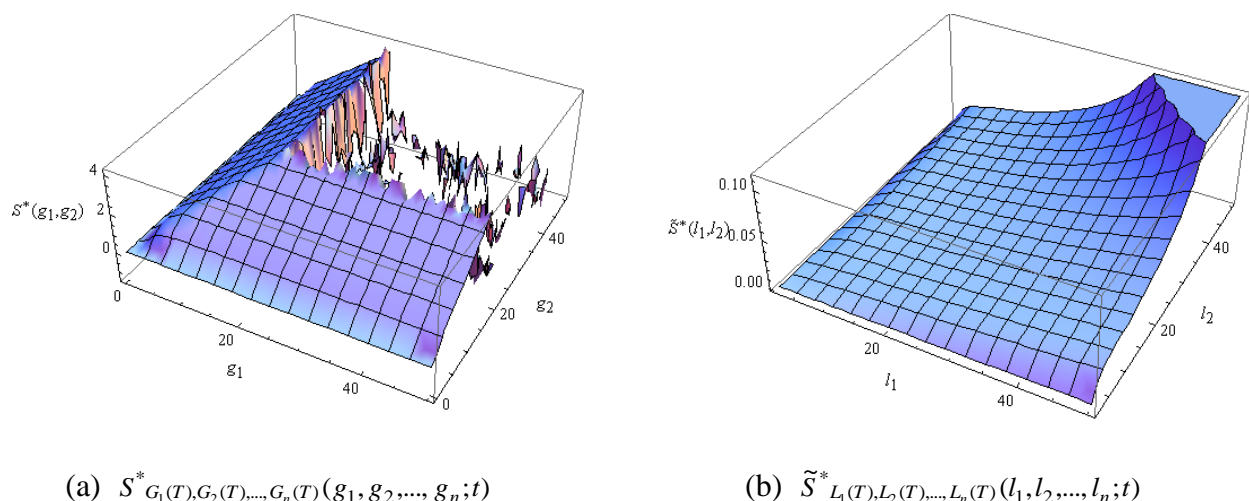 4
2
0
S*(g₁,g₂)
0
20
40
g₁
0
20
40
g₂
0.10
0.05
0.00
S̃*(l₁,l₂)
20
40
l₁
20
40
l₂
(a) S*_{G₁(T),G₂(T),...,Gₙ(T)}(g₁,g₂,...,gₙ;t)
(b) S̃*_{L₁(T),L₂(T),...,Lₙ(T)}(l₁,l₂,...,lₙ;t)